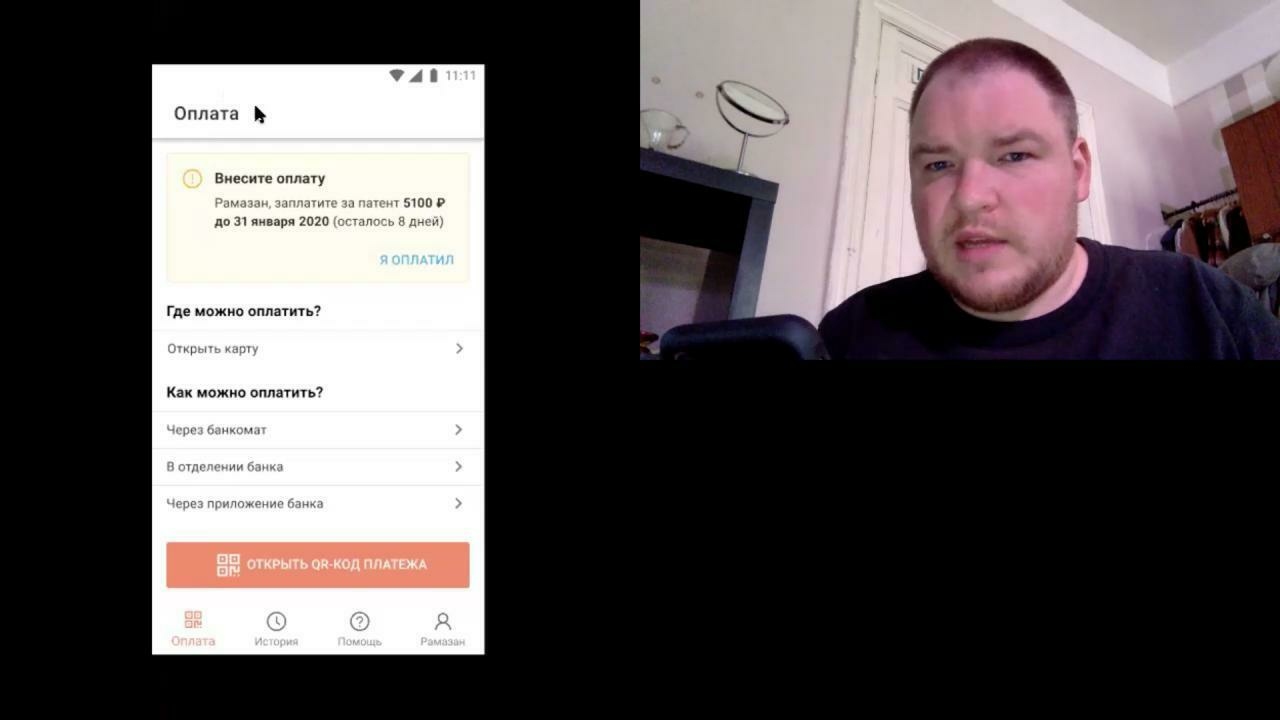 11:11
Оплата
Внесите оплату
Рамазан, заплатите за патент 5100 ₽
до 31 января 2020 (осталось 8 дней)
Я ОПЛАТИЛ
Где можно оплатить?
Открыть карту
Как можно оплатить?
Через банкомат
В отделении банка
Через приложение банка
ОТКРЫТЬ QR-КОД ПЛАТЕЖА
Оплата
История
Помощь
Рамазан